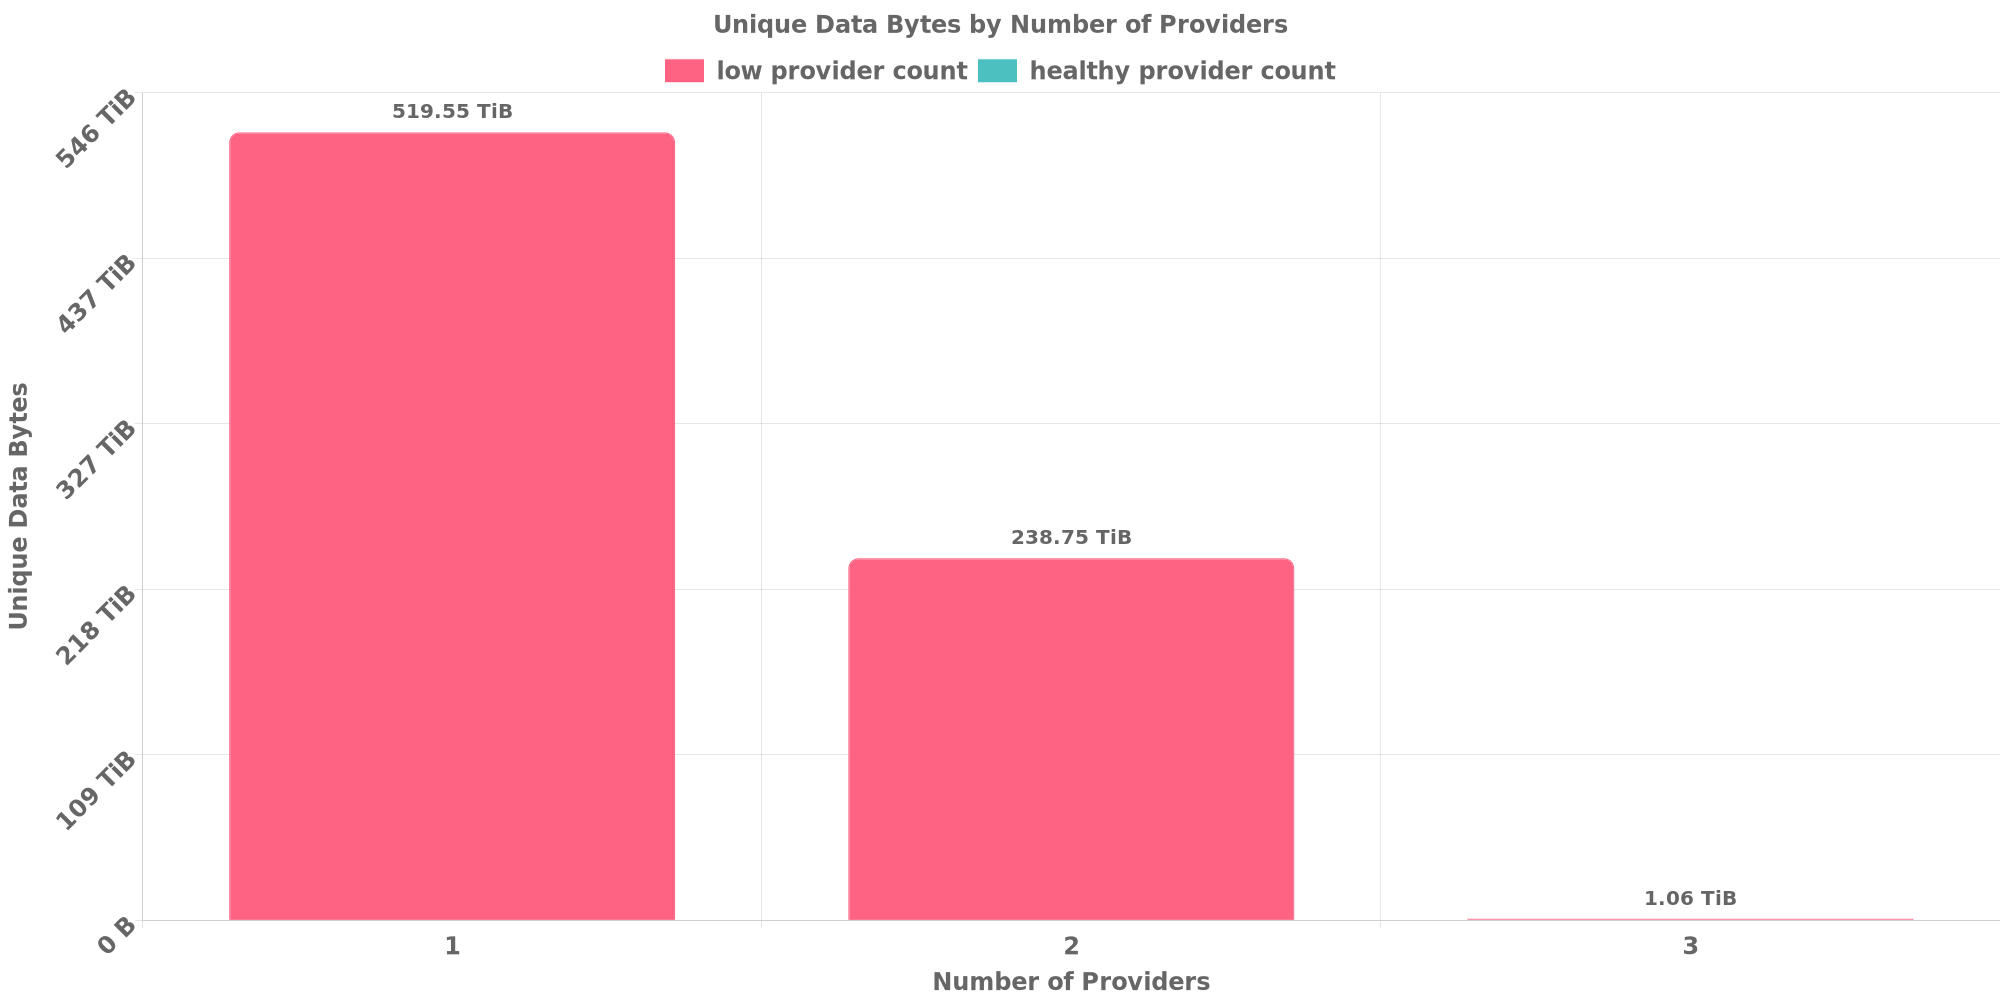 Unique Data Bytes by Number of Providers
low provider count healthy provider count
546 TiB
519.55 TiB
437 TiB
327 TiB
238.75 TiB
218 TiB
109 TiB
1.06 TiB
0 B
Unique Data Bytes
1 2 3
Number of Providers